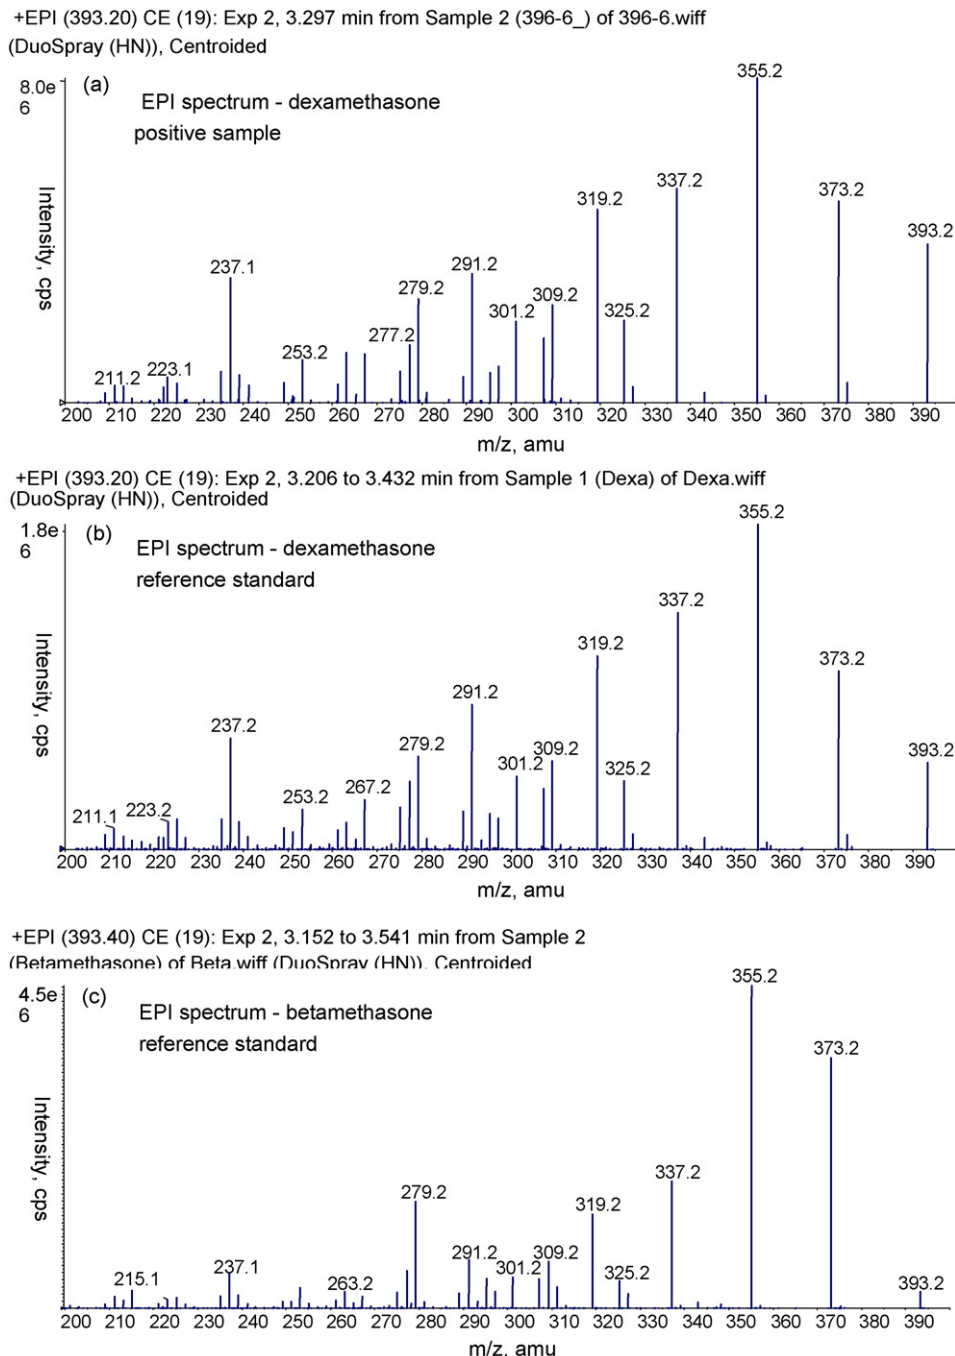 +EPI (393.20) CE (19): Exp 2, 3.297 min from Sample 2 (396-6_) of 396-6.wiff
(DuoSpray (HN)), Centroided
8.0e
6
(a)
EPI spectrum - dexamethasone
positive sample
Intensity, cps
355.2
337.2
373.2
319.2
393.2
237.1
291.2
279.2
309.2
301.2
325.2
277.2
253.2
223.1
211.2
200 210 220 230 240 250 260 270 280 290 300 310 320 330 340 350 360 370 380 390
m/z, amu
+EPI (393.20) CE (19): Exp 2, 3.206 to 3.432 min from Sample 1 (Dexa) of Dexa.wiff
(DuoSpray (HN)), Centroided
1.8e
6
(b)
EPI spectrum - dexamethasone
reference standard
Intensity, cps
355.2
337.2
319.2
373.2
291.2
237.2
279.2
309.2
301.2
393.2
325.2
267.2
253.2
223.2
211.1
200 210 220 230 240 250 260 270 280 290 300 310 320 330 340 350 360 370 380 390
m/z, amu
+EPI (393.40) CE (19): Exp 2, 3.152 to 3.541 min from Sample 2
(Betamethasone) of Beta.wiff (DuoSpray (HN)), Centroided
4.5e
6
(c)
EPI spectrum - betamethasone
reference standard
Intensity, cps
355.2
373.2
337.2
279.2
319.2
291.2
309.2
301.2
325.2
237.1
215.1
263.2
393.2
200 210 220 230 240 250 260 270 280 290 300 310 320 330 340 350 360 370 380 390
m/z, amu